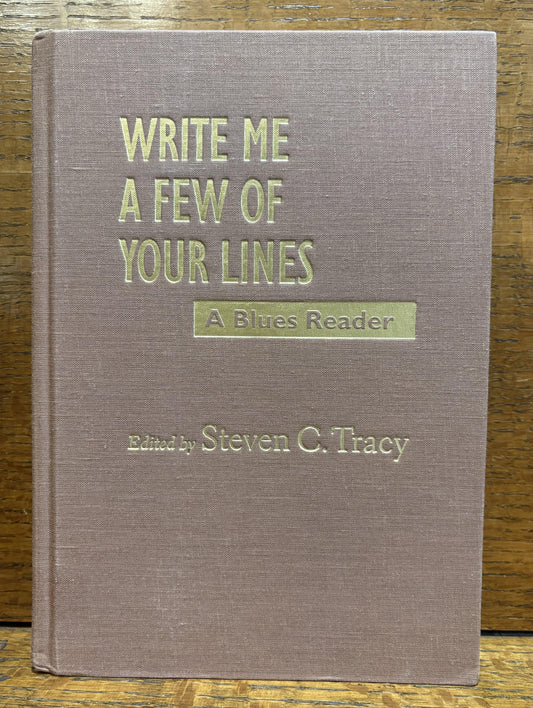 WRITE ME
A FEW OF
YOUR LINES
A Blues Reader
Edited by Steven C. Tracy